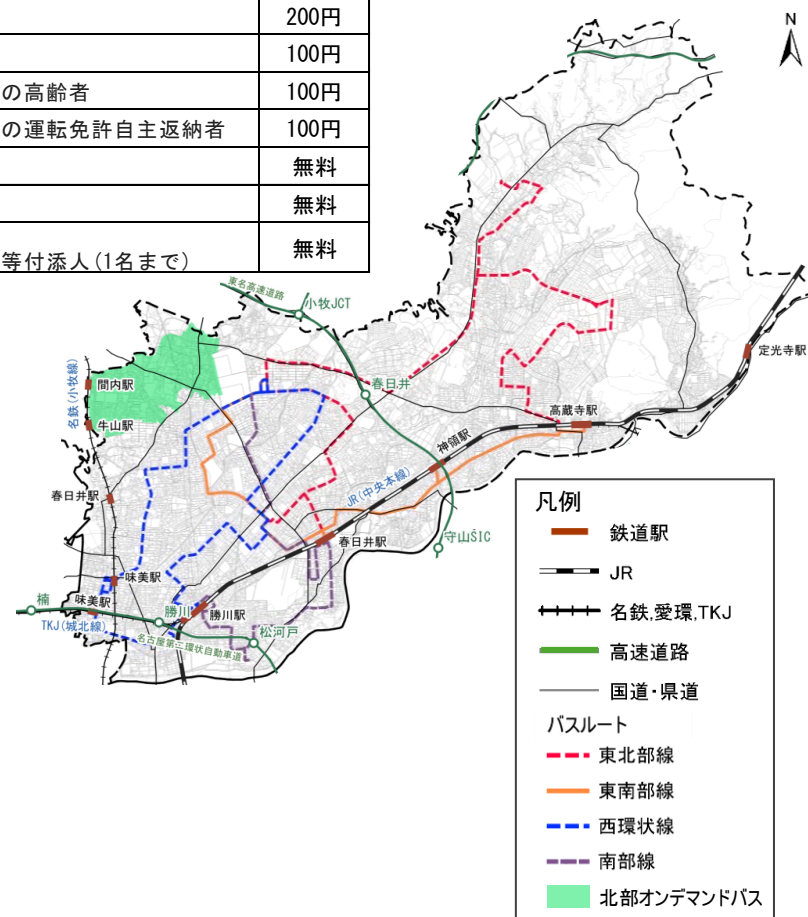 200円
100円
の高齢者 100円
の運転免許自主返納者 100円
無料
無料
等付添人(1名まで) 無料
N
東名高速道路
小牧JCT
定光寺駅
間内駅
名鉄(小牧線)
春日井
牛山駅
高蔵寺駅
神領駅
JR(中央本線)
春日井駅
春日井駅
守山SIC
味美駅
楠
味美駅
勝川
勝川駅
TKJ(城北線)
松河戸
名古屋第二環状自動車道
凡例
鉄道駅
JR
名鉄,愛環,TKJ
高速道路
国道・県道
バスルート
東北部線
東南部線
西環状線
南部線
北部オンデマンドバス